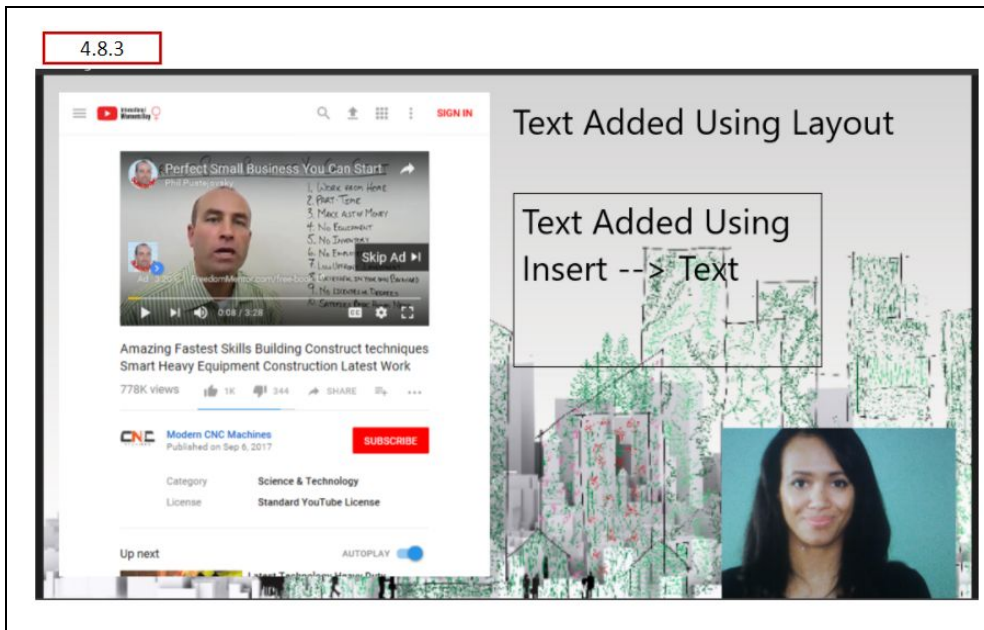 4.8.3
SIGN IN
Perfect Small Business You Can Start
Phil Pustejovsky
1. Work from Home
2. Part-Time
3. Make Lots of Money
4. No Equipment
5. No Inventory
Skip Ad
0:08 / 3:28
Amazing Fastest Skills Building Construct techniques
Smart Heavy Equipment Construction Latest Work
778K views
1K
344
SHARE
CNC
Modern CNC Machines
Published on Sep 6, 2017
SUBSCRIBE
Category Science & Technology
License Standard YouTube License
Up next
AUTOPLAY
Text Added Using Layout
Text Added Using
Insert --> Text